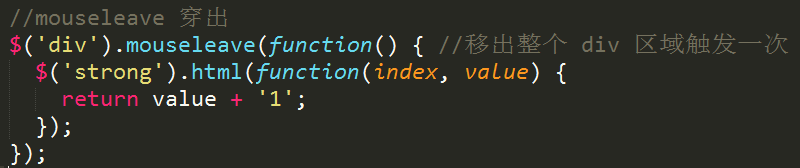 //mouseleave 穿出
$('div').mouseleave(function() { //移出整个 div 区域触发一次
  $('strong').html(function(index, value) {
    return value + '1';
  });
});